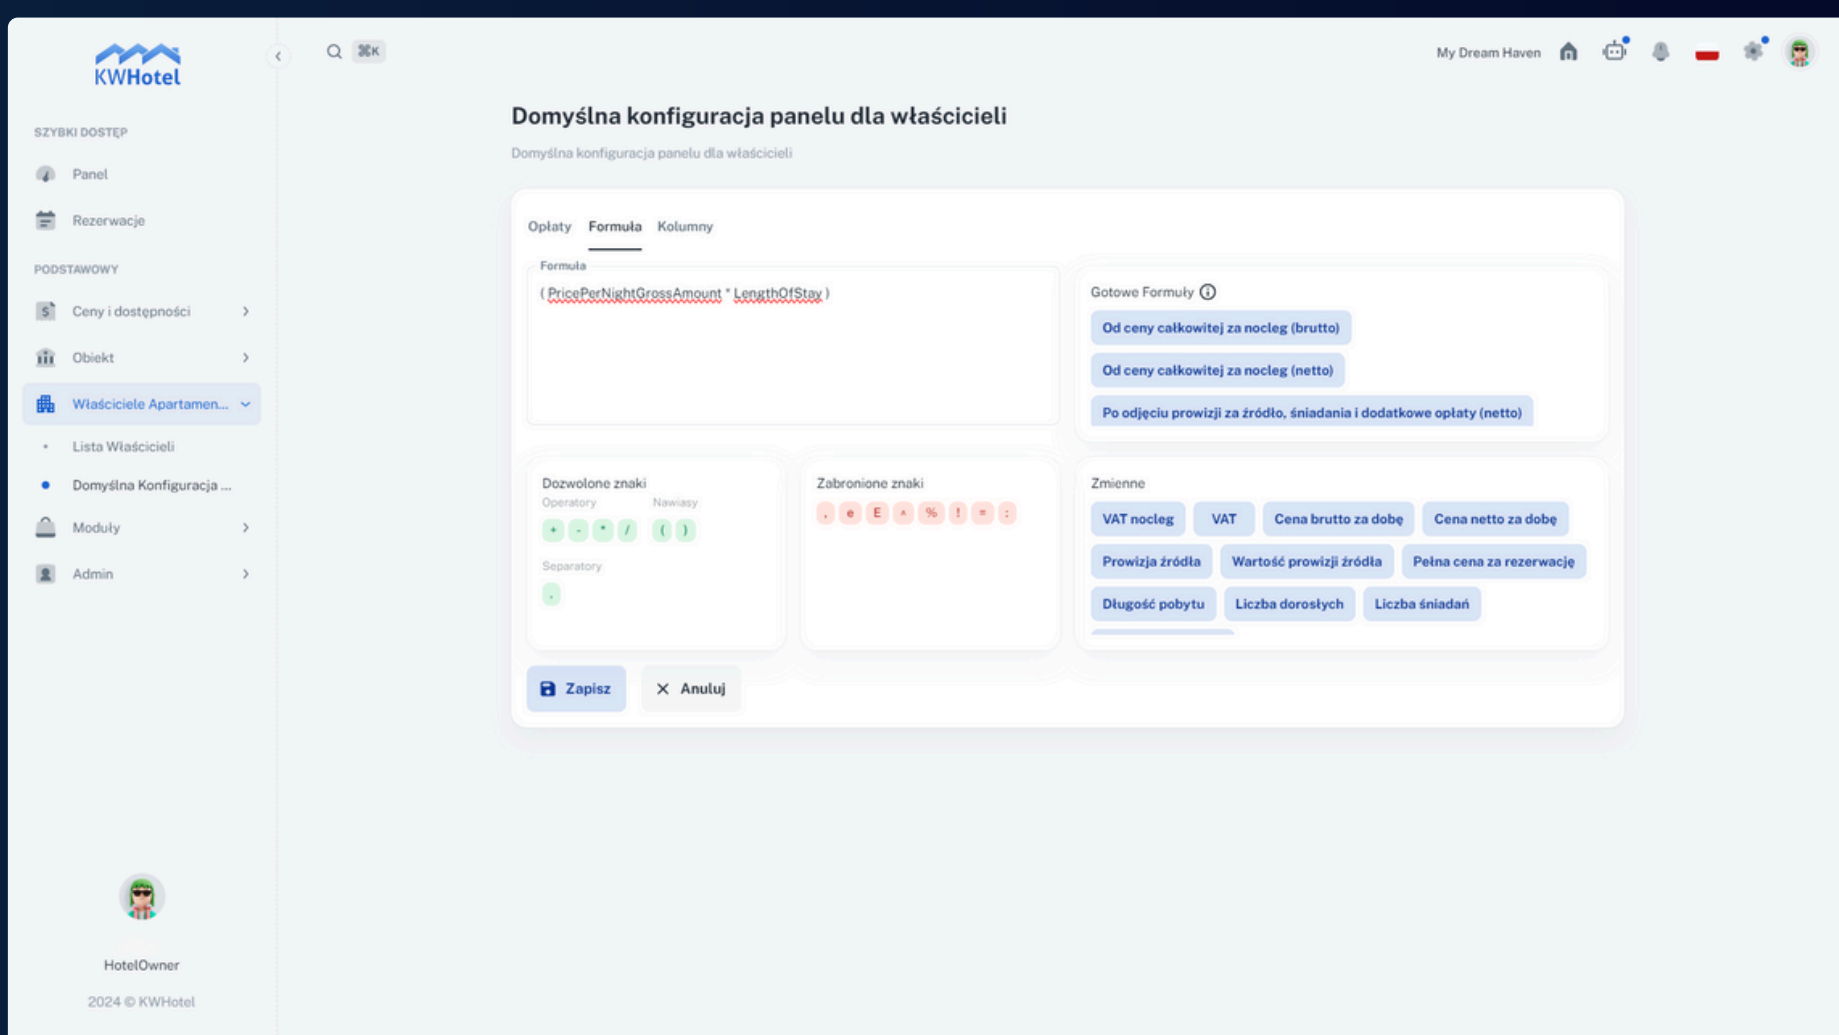 KWHotel
⌘K
My Dream Haven
SZYBKI DOSTĘP
Panel
Rezerwacje
PODSTAWOWY
Ceny i dostępności
Obiekt
Właściciele Apartamen...
Lista Właścicieli
Domyślna Konfiguracja ...
Moduły
Admin
HotelOwner
2024 © KWHotel
Domyślna konfiguracja panelu dla właścicieli
Domyślna konfiguracja panelu dla właścicieli
Opłaty Formuła Kolumny
Formuła
( PricePerNightGrossAmount * LengthOfStay )
Gotowe Formuły
Od ceny całkowitej za nocleg (brutto)
Od ceny całkowitej za nocleg (netto)
Po odjęciu prowizji za źródło, śniadania i dodatkowe opłaty (netto)
Dozwolone znaki
Operatory Nawiasy
+ - * / ( )
Separatory
.
Zabronione znaki
, e E ^ % ! = :
Zmienne
VAT nocleg VAT Cena brutto za dobę Cena netto za dobę
Prowizja źródła Wartość prowizji źródła Pełna cena za rezerwację
Długość pobytu Liczba dorosłych Liczba śniadań
Zapisz Anuluj